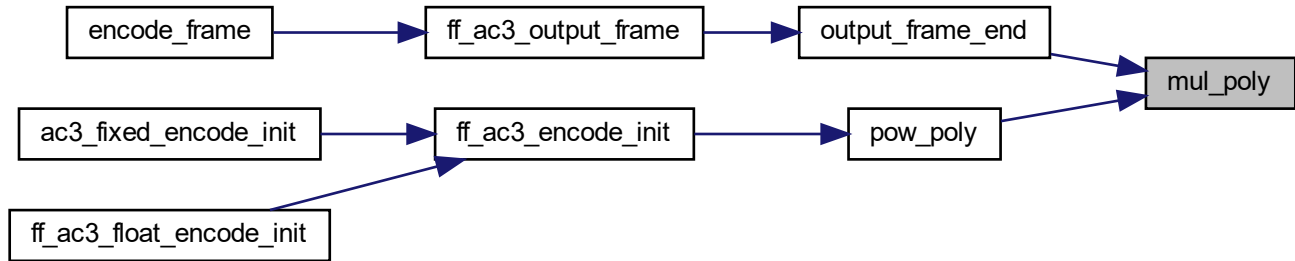 encode_frame
ff_ac3_output_frame
output_frame_end
mul_poly
ac3_fixed_encode_init
ff_ac3_encode_init
pow_poly
ff_ac3_float_encode_init